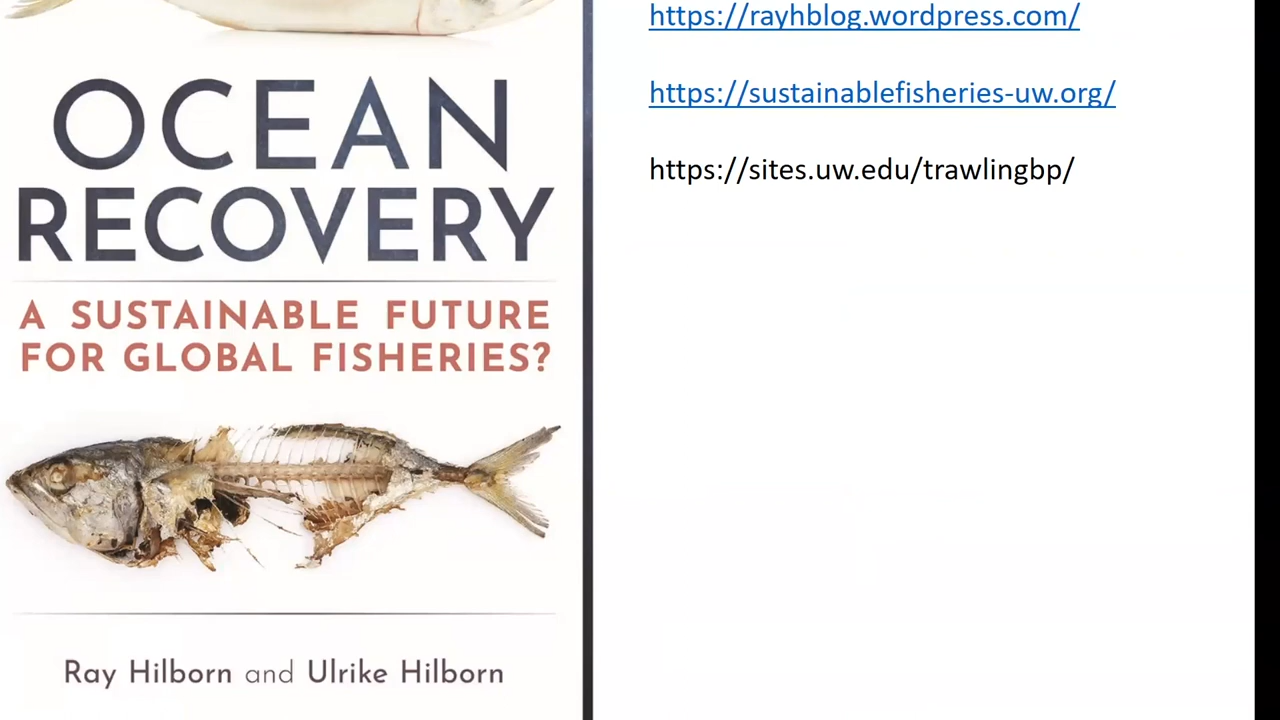 OCEAN
RECOVERY
A SUSTAINABLE FUTURE
FOR GLOBAL FISHERIES?
Ray Hilborn and Ulrike Hilborn
https://rayhblog.wordpress.com/
https://sustainablefisheries-uw.org/
https://sites.uw.edu/trawlingbp/